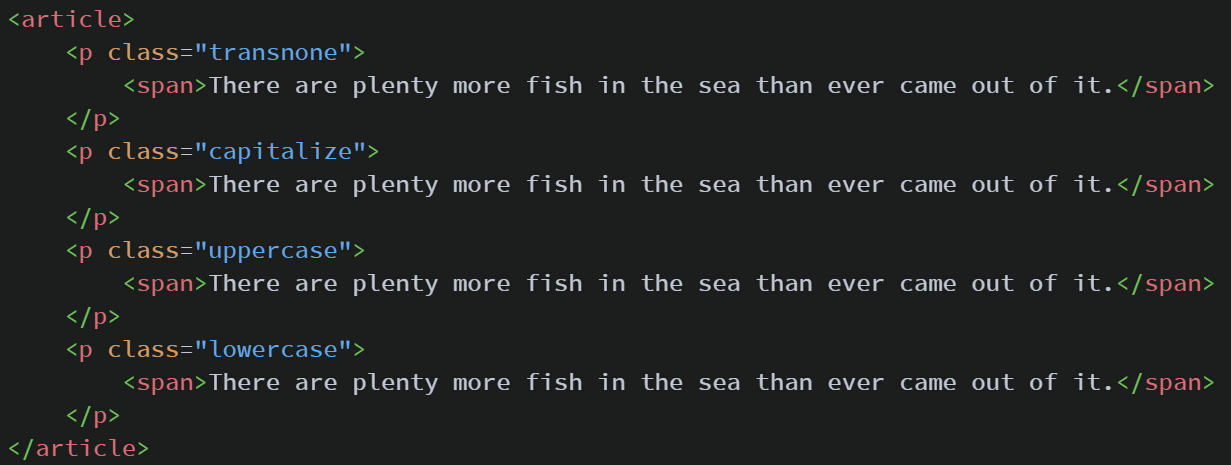 <article>
    <p class="transnone">
        <span>There are plenty more fish in the sea than ever came out of it.</span>
    </p>
    <p class="capitalize">
        <span>There are plenty more fish in the sea than ever came out of it.</span>
    </p>
    <p class="uppercase">
        <span>There are plenty more fish in the sea than ever came out of it.</span>
    </p>
    <p class="lowercase">
        <span>There are plenty more fish in the sea than ever came out of it.</span>
    </p>
</article>